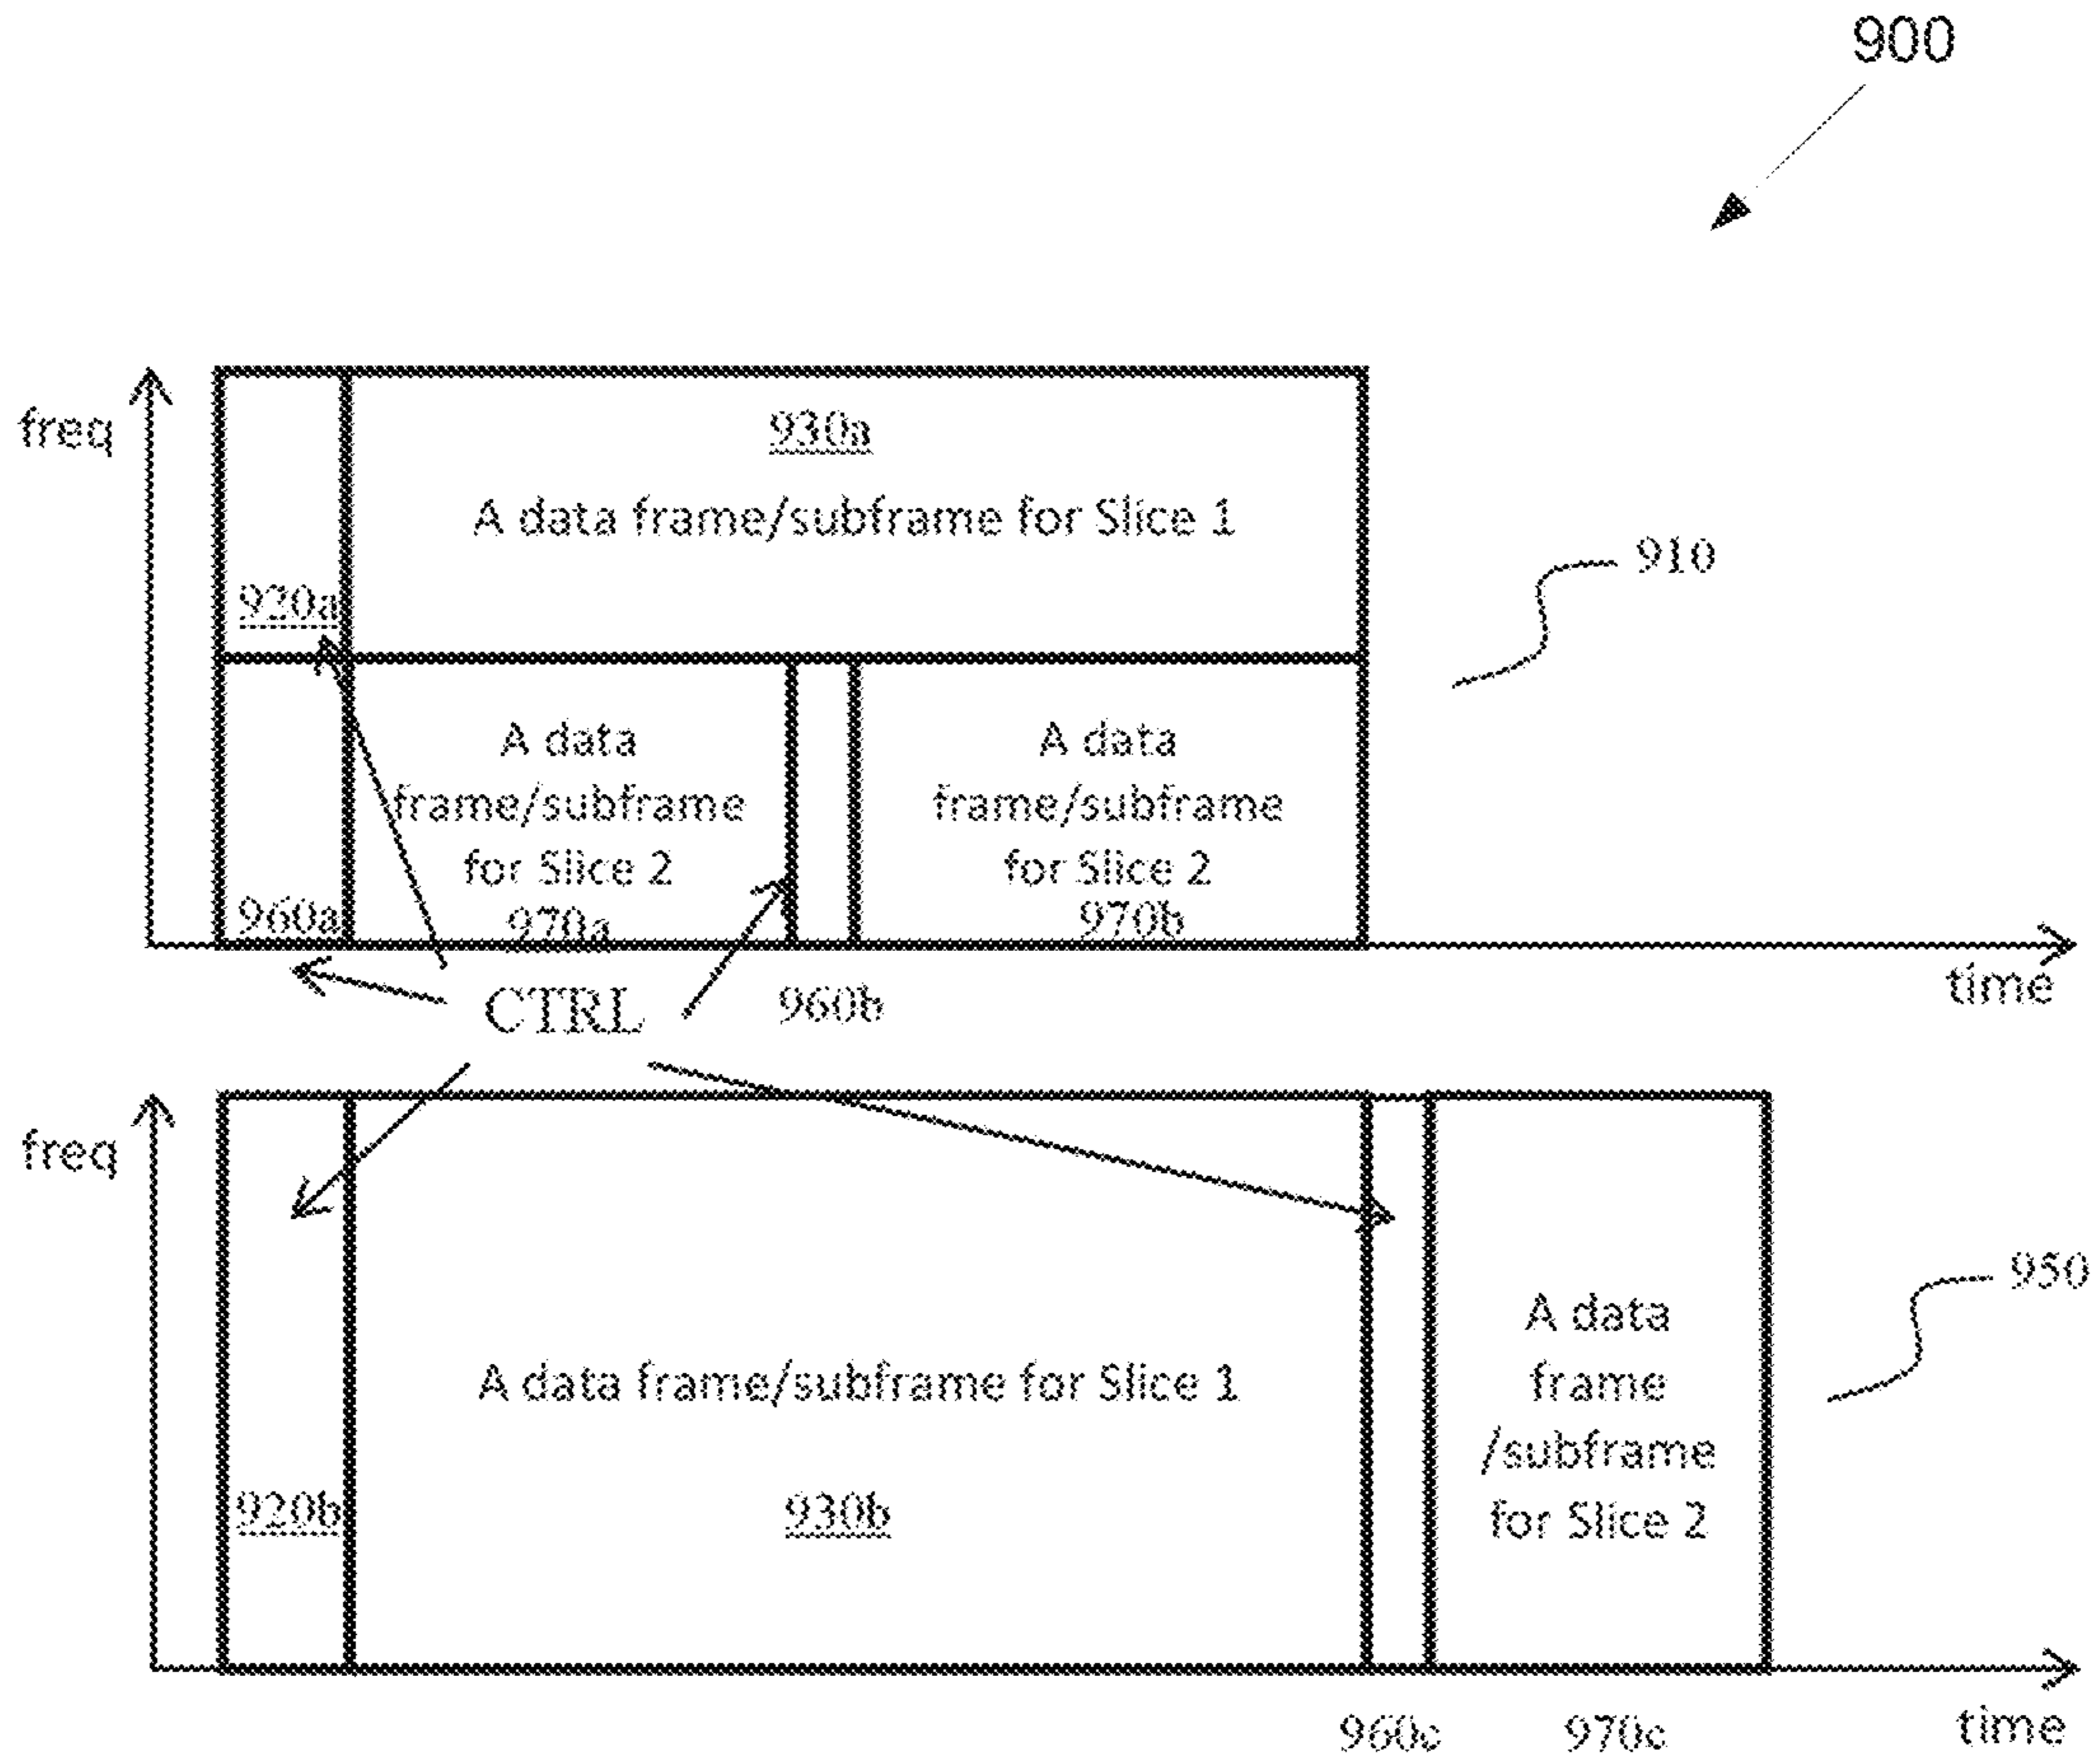 900
freq
930a
A data frame/subframe for Slice 1
910
920a
A data
frame/subframe
for Slice 2
970a
A data
frame/subframe
for Slice 2
970b
960a
time
CTRL
960b
freq
950
A data frame/subframe for Slice 1
A data
frame
/subframe
for Slice 2
920b
930b
960c
970c
time